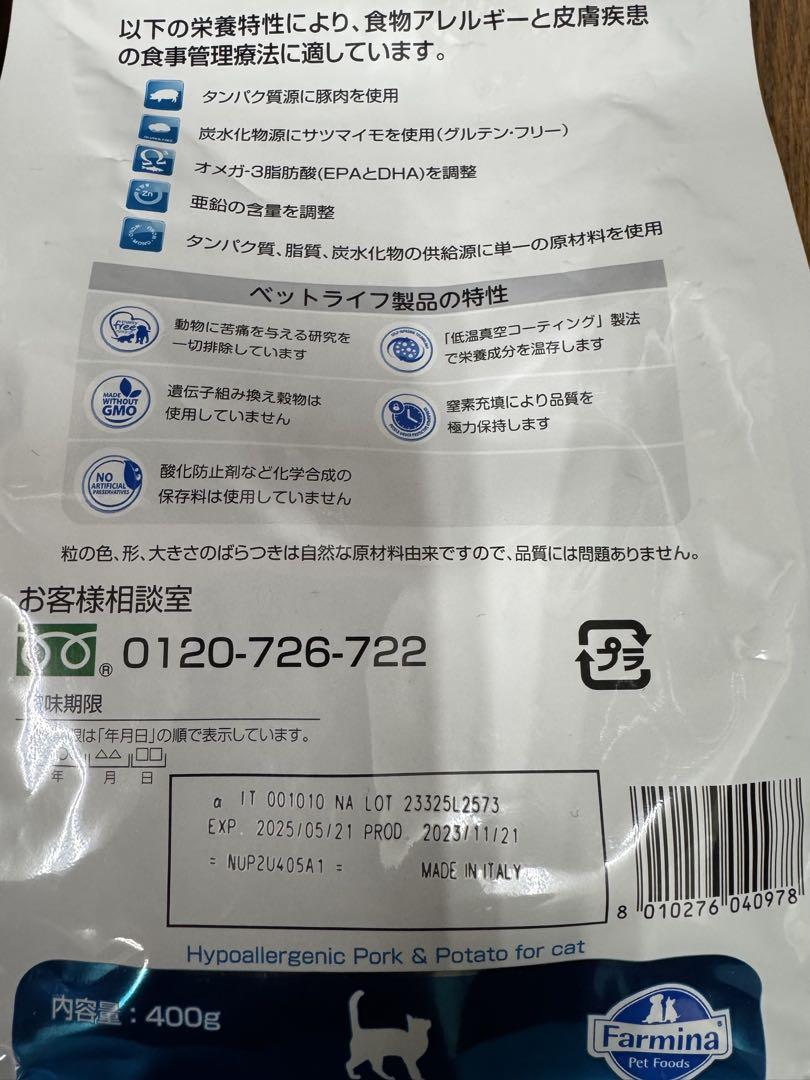 以下の栄養特性により、食物アレルギーと皮膚疾患
の食事管理療法に適しています。
タンパク質源に豚肉を使用
炭水化物源にサツマイモを使用(グルテン・フリー)
オメガ-3脂肪酸(EPAとDHA)を調整
Zn
亜鉛の含量を調整
タンパク質、脂質、炭水化物の供給源に単一の原材料を使用
ベットライフ製品の特性
free
動物に苦痛を与える研究を
一切排除しています
「低温真空コーティング」製法
で栄養成分を温存します
MADE
WITHOUT
GMO
遺伝子組み換え穀物は
使用していません
窒素充填により品質を
極力保持します
NO
ARTIFICIAL
PRESERVATIVES
酸化防止剤など化学合成の
保存料は使用していません
粒の色、形、大きさのばらつきは自然な原材料由来ですので、品質には問題ありません。
お客様相談室
® 0120-726-722
プラ
味期限
限は「年月日」の順で表示しています。
△△ □□
年 月 日
α IT 001010 NA LOT 23325L2573
EXP. 2025/05/21 PROD. 2023/11/21
= NUP2U405A1 = MADE IN ITALY
8 010276 040978
Hypoallergenic Pork & Potato for cat
内容量：400g
Farmina®
Pet Foods